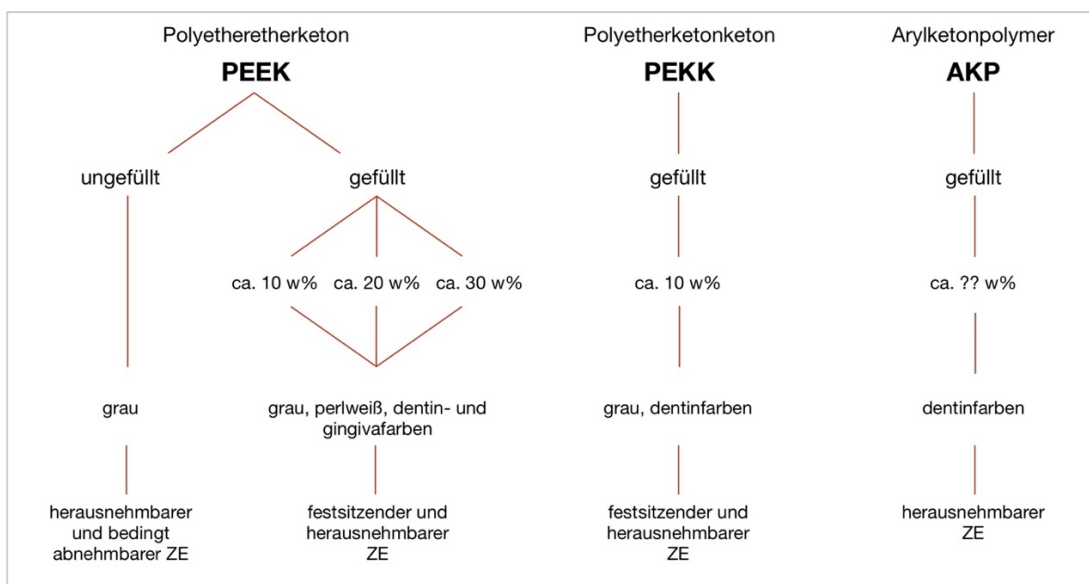 Polyetheretherketon
Polyetherketonketon
Arylketonpolymer
PEEK
PEKK
AKP
ungefüllt
gefüllt
gefüllt
gefüllt
ca. 10 w%
ca. 20 w%
ca. 30 w%
ca. 10 w%
ca. ?? w%
grau
grau, perlweiß, dentin- und
gingivafarben
grau, dentinfarben
dentinfarben
herausnehmbarer
und bedingt
abnehmbarer ZE
festsitzender und
herausnehmbarer
ZE
festsitzender und
herausnehmbarer
ZE
herausnehmbarer
ZE